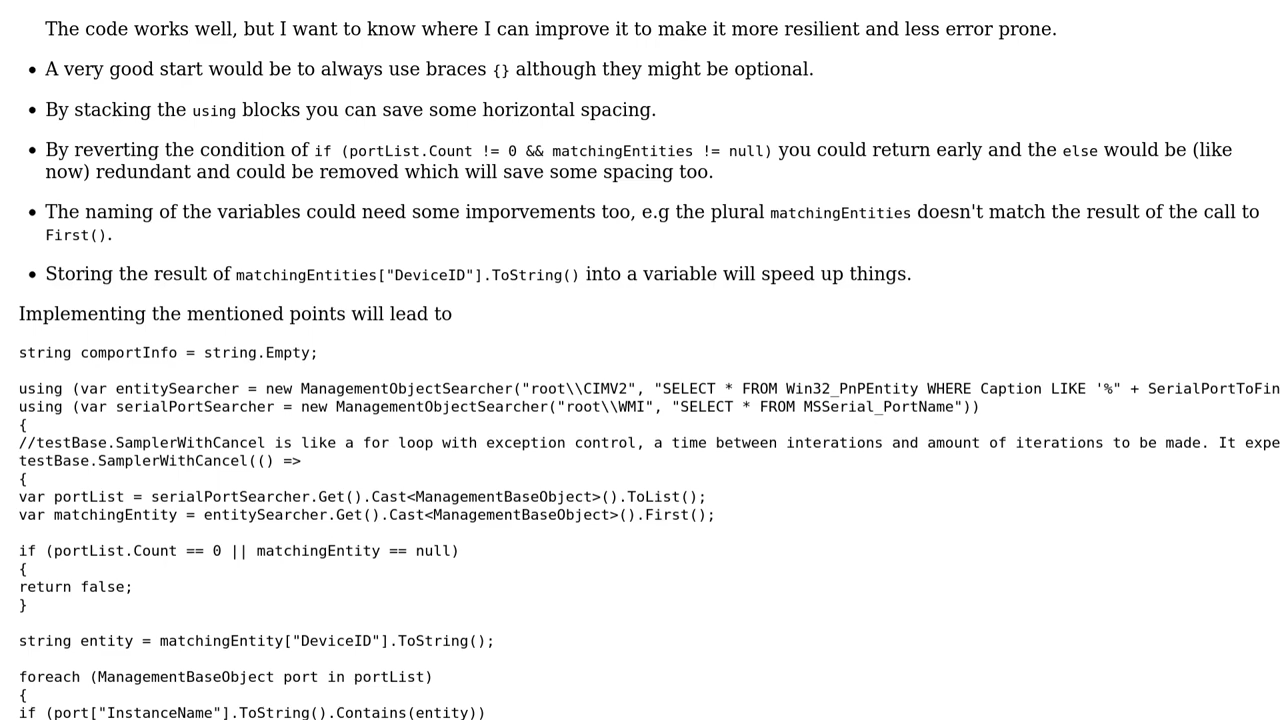 The code works well, but I want to know where I can improve it to make it more resilient and less error prone.
• A very good start would be to always use braces {} although they might be optional.
• By stacking the using blocks you can save some horizontal spacing.
• By reverting the condition of if (portList.Count != 0 && matchingEntities != null) you could return early and the else would be (like
now) redundant and could be removed which will save some spacing too.
• The naming of the variables could need some imporvements too, e.g the plural matchingEntities doesn't match the result of the call to
First().
• Storing the result of matchingEntities["DeviceID"].ToString() into a variable will speed up things.
Implementing the mentioned points will lead to
string comportInfo = string.Empty;
using (var entitySearcher = new ManagementObjectSearcher("root\\CIMV2", "SELECT * FROM Win32_PnPEntity WHERE Caption LIKE '%" + SerialPortToFin
using (var serialPortSearcher = new ManagementObjectSearcher("root\\WMI", "SELECT * FROM MSSerial_PortName"))
{
//testBase.SamplerWithCancel is like a for loop with exception control, a time between interations and amount of iterations to be made. It expe
testBase.SamplerWithCancel(() =>
{
var portList = serialPortSearcher.Get().Cast<ManagementBaseObject>().ToList();
var matchingEntity = entitySearcher.Get().Cast<ManagementBaseObject>().First();
if (portList.Count == 0 || matchingEntity == null)
{
return false;
}
string entity = matchingEntity["DeviceID"].ToString();
foreach (ManagementBaseObject port in portList)
{
if (port["InstanceName"].ToString().Contains(entity))